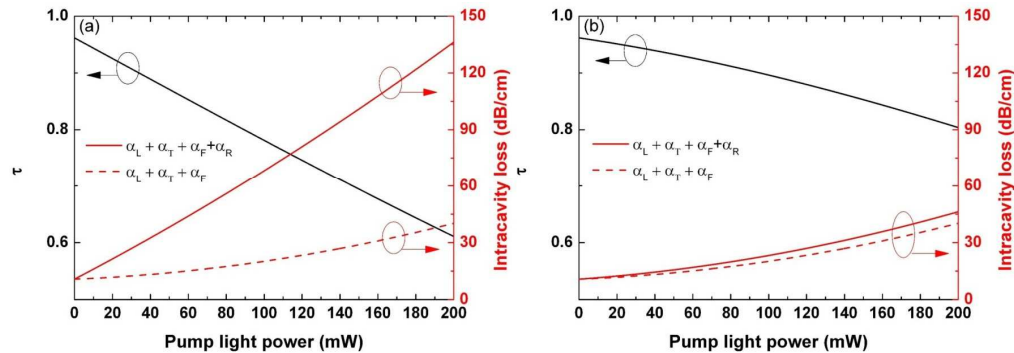 (a)
1.0
0.8
0.6
τ
α_L + α_T + α_F+α_R
α_L + α_T + α_F
150
120
90
60
30
0
Intracavity loss (dB/cm)
0 20 40 60 80 100 120 140 160 180 200
Pump light power (mW)
(b)
1.0
0.8
0.6
τ
α_L + α_T + α_F+α_R
α_L + α_T + α_F
150
120
90
60
30
0
Intracavity loss (dB/cm)
0 20 40 60 80 100 120 140 160 180 200
Pump light power (mW)